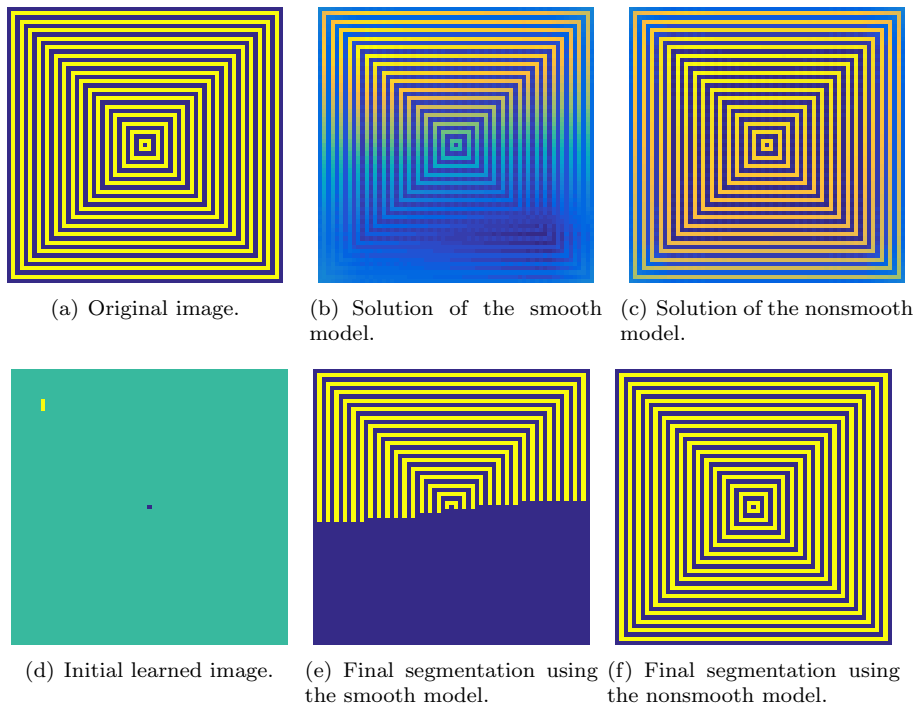 (a) Original image.
(b) Solution of the smooth model.
(c) Solution of the nonsmooth model.
(d) Initial learned image.
(e) Final segmentation using the smooth model.
(f) Final segmentation using the nonsmooth model.